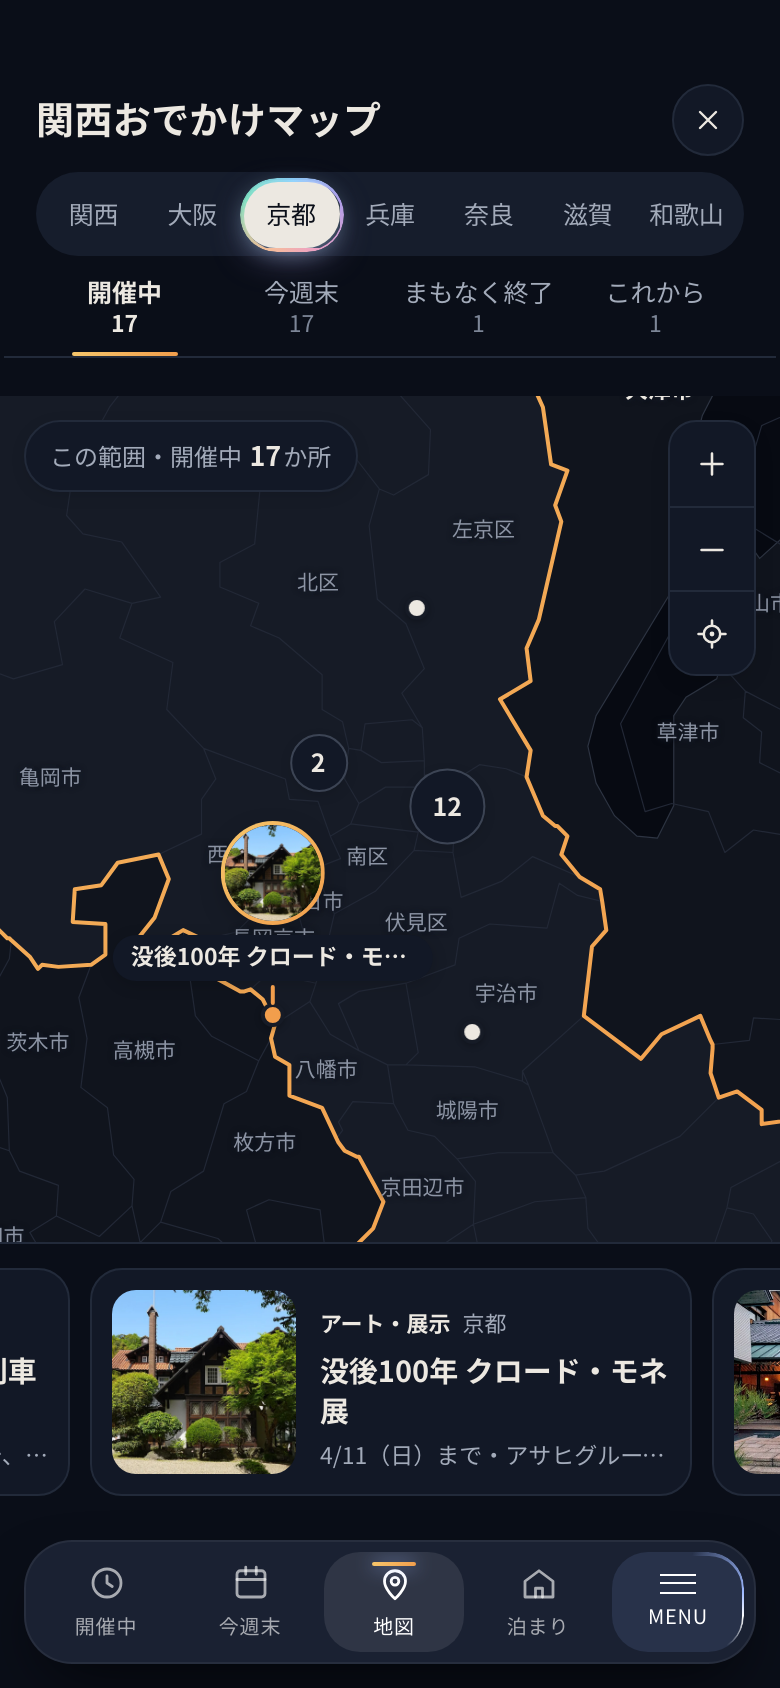 関西おでかけマップ
関西 大阪 京都 兵庫 奈良 滋賀 和歌山
開催中 今週末 まもなく終了 これから
17 17 1 1
この範囲・開催中 17か所
左京区
北区
草津市
亀岡市
2
12
西
南区
市
伏見区
没後100年 クロード・モ…
宇治市
茨木市
高槻市
八幡市
城陽市
枚方市
京田辺市
市
アート・展示 京都
没後100年 クロード・モネ
展
4/11（日）まで・アサヒグルー…
車
、…
開催中 今週末 地図 泊まり MENU